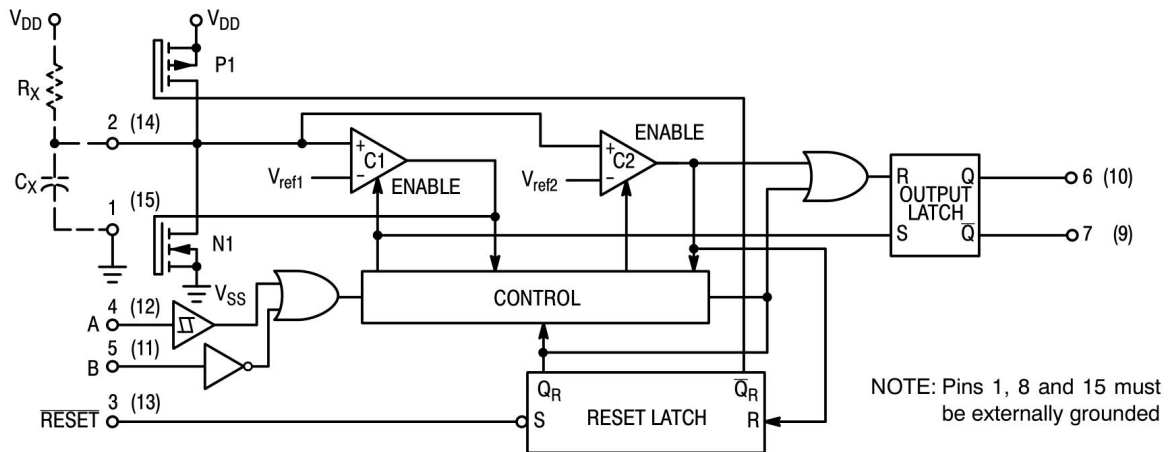 VDD
VDD
P1
RX
2 (14)
ENABLE
+
C1
−
+
C2
−
Vref1
ENABLE
Vref2
CX
1 (15)
R Q
OUTPUT
LATCH
S Q̅
6 (10)
7 (9)
N1
VSS
CONTROL
4 (12)
A
5 (11)
B
3 (13)
R̅E̅S̅E̅T̅
QR Q̅R
S RESET LATCH R
NOTE: Pins 1, 8 and 15 must
be externally grounded